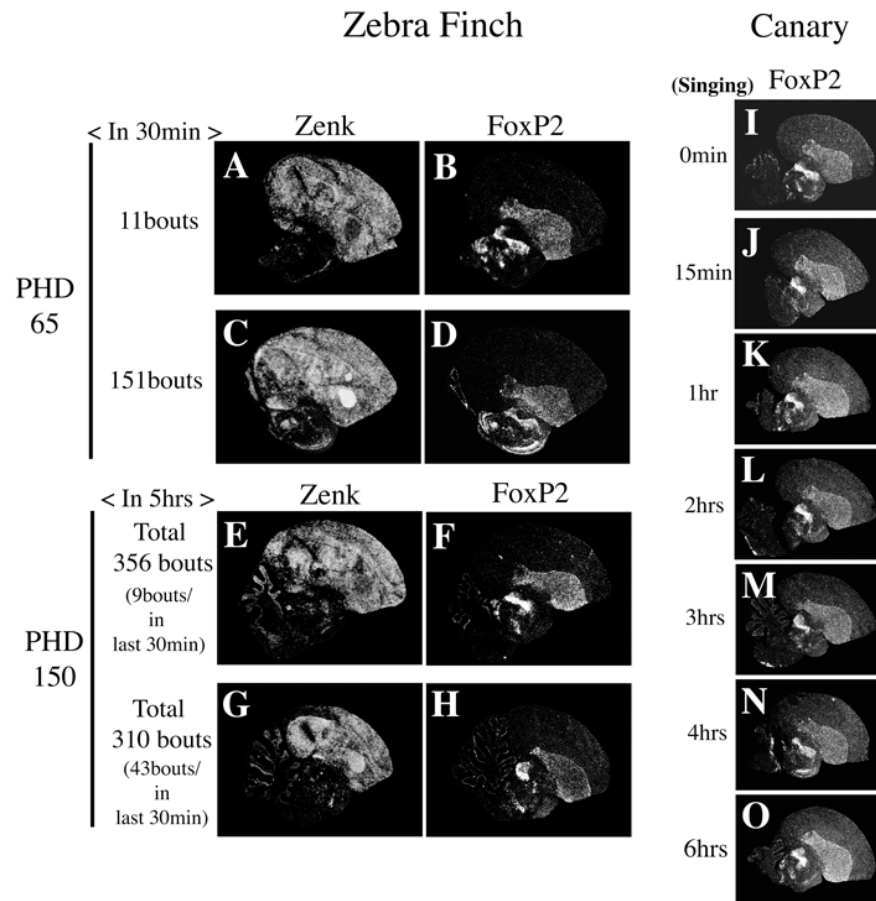 Zebra Finch
Canary
(Singing) FoxP2
< In 30min >
Zenk
FoxP2
PHD
65
11bouts
A
B
151bouts
C
D
< In 5hrs >
Zenk
FoxP2
PHD
150
Total
356 bouts
(9bouts/
in
last 30min)
E
F
Total
310 bouts
(43bouts/
in
last 30min)
G
H
0min
I
15min
J
1hr
K
2hrs
L
3hrs
M
4hrs
N
6hrs
O